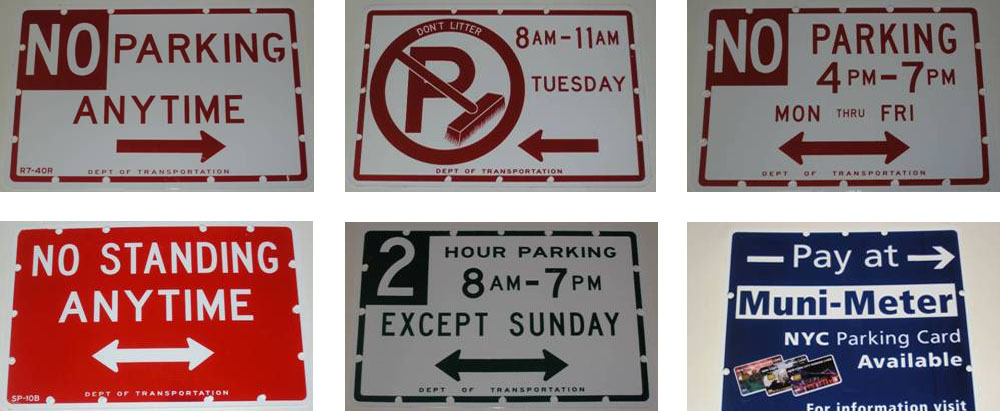 NO PARKING
ANYTIME
R7-40R
DEPT OF TRANSPORTATION
DON'T LITTER
P
8AM-11AM
TUESDAY
DEPT OF TRANSPORTATION
NO PARKING
4PM-7PM
MON THRU FRI
DEPT OF TRANSPORTATION
NO STANDING
ANYTIME
SP-10B
DEPT OF TRANSPORTATION
2 HOUR PARKING
8AM-7PM
EXCEPT SUNDAY
DEPT OF TRANSPORTATION
Pay at
Muni-Meter
NYC Parking Card
Available
For information visit